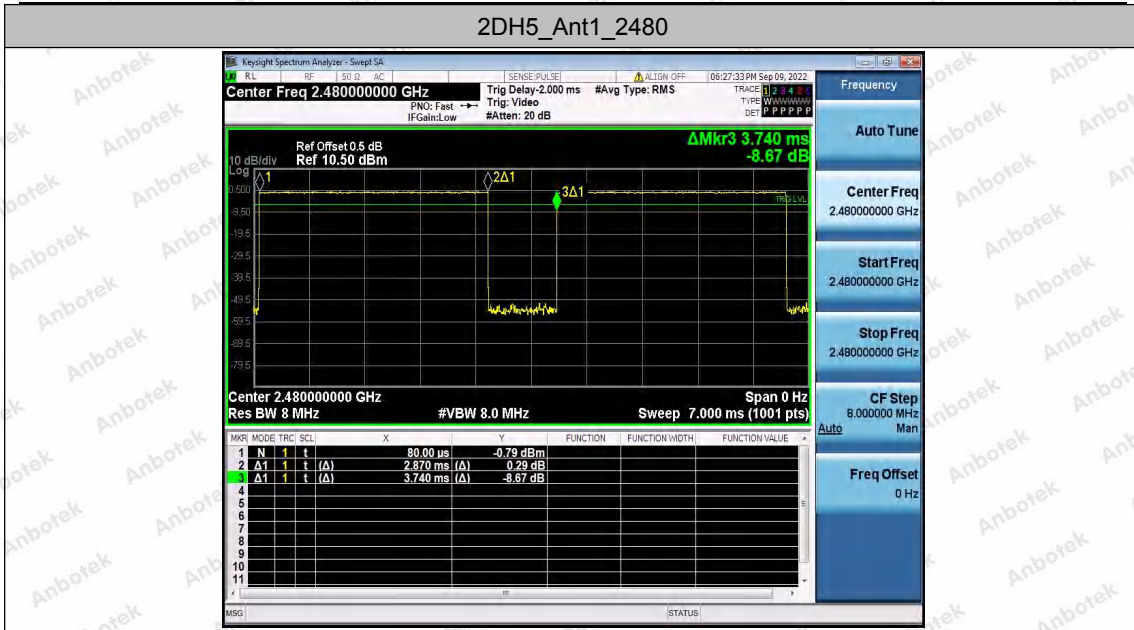 2DH5_Ant1_2480
Keysight Spectrum Analyzer - Swept SA
RL RF 50 Ω AC SENSE:PULSE ALIGN OFF 06:27:33 PM Sep 09, 2022
Center Freq 2.480000000 GHz Trig Delay-2.000 ms #Avg Type: RMS TRACE 1 2 3 4 5 6
PNO: Fast Trig: Video TYPE WWWWWW
IFGain:Low #Atten: 20 dB DET P P P P P P
ΔMkr3 3.740 ms
-8.67 dB
Ref Offset 0.5 dB
10 dB/div Ref 10.50 dBm
Log
1
2Δ1
3Δ1
TRIG LVL
0.500
-9.50
-19.5
-29.5
-39.5
-49.5
-59.5
-69.5
-79.5
Center 2.480000000 GHz Span 0 Hz
Res BW 8 MHz #VBW 8.0 MHz Sweep 7.000 ms (1001 pts)
MKR MODE TRC SCL X Y FUNCTION FUNCTION WIDTH FUNCTION VALUE
1 N 1 t 80.00 µs -0.79 dBm
2 Δ1 1 t (Δ) 2.870 ms (Δ) 0.29 dB
3 Δ1 1 t (Δ) 3.740 ms (Δ) -8.67 dB
4
5
6
7
8
9
10
11
MSG STATUS
Frequency
Auto Tune
Center Freq
2.480000000 GHz
Start Freq
2.480000000 GHz
Stop Freq
2.480000000 GHz
CF Step
8.000000 MHz
Auto Man
Freq Offset
0 Hz
Anbotek